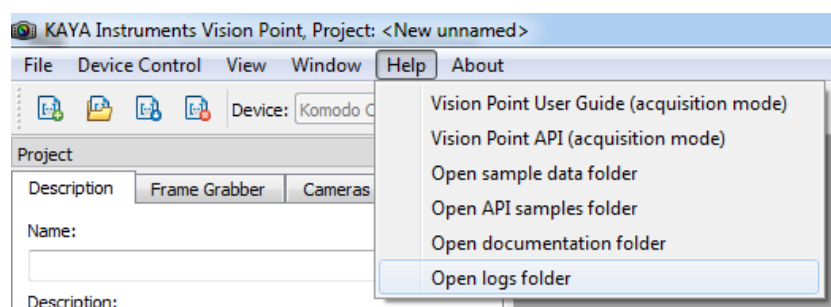 KAYA Instruments Vision Point, Project: <New unnamed>
File Device Control View Window Help About
Device: Komodo
Vision Point User Guide (acquisition mode)
Vision Point API (acquisition mode)
Open sample data folder
Open API samples folder
Open documentation folder
Open logs folder
Project
Description Frame Grabber Cameras
Name:
Description: